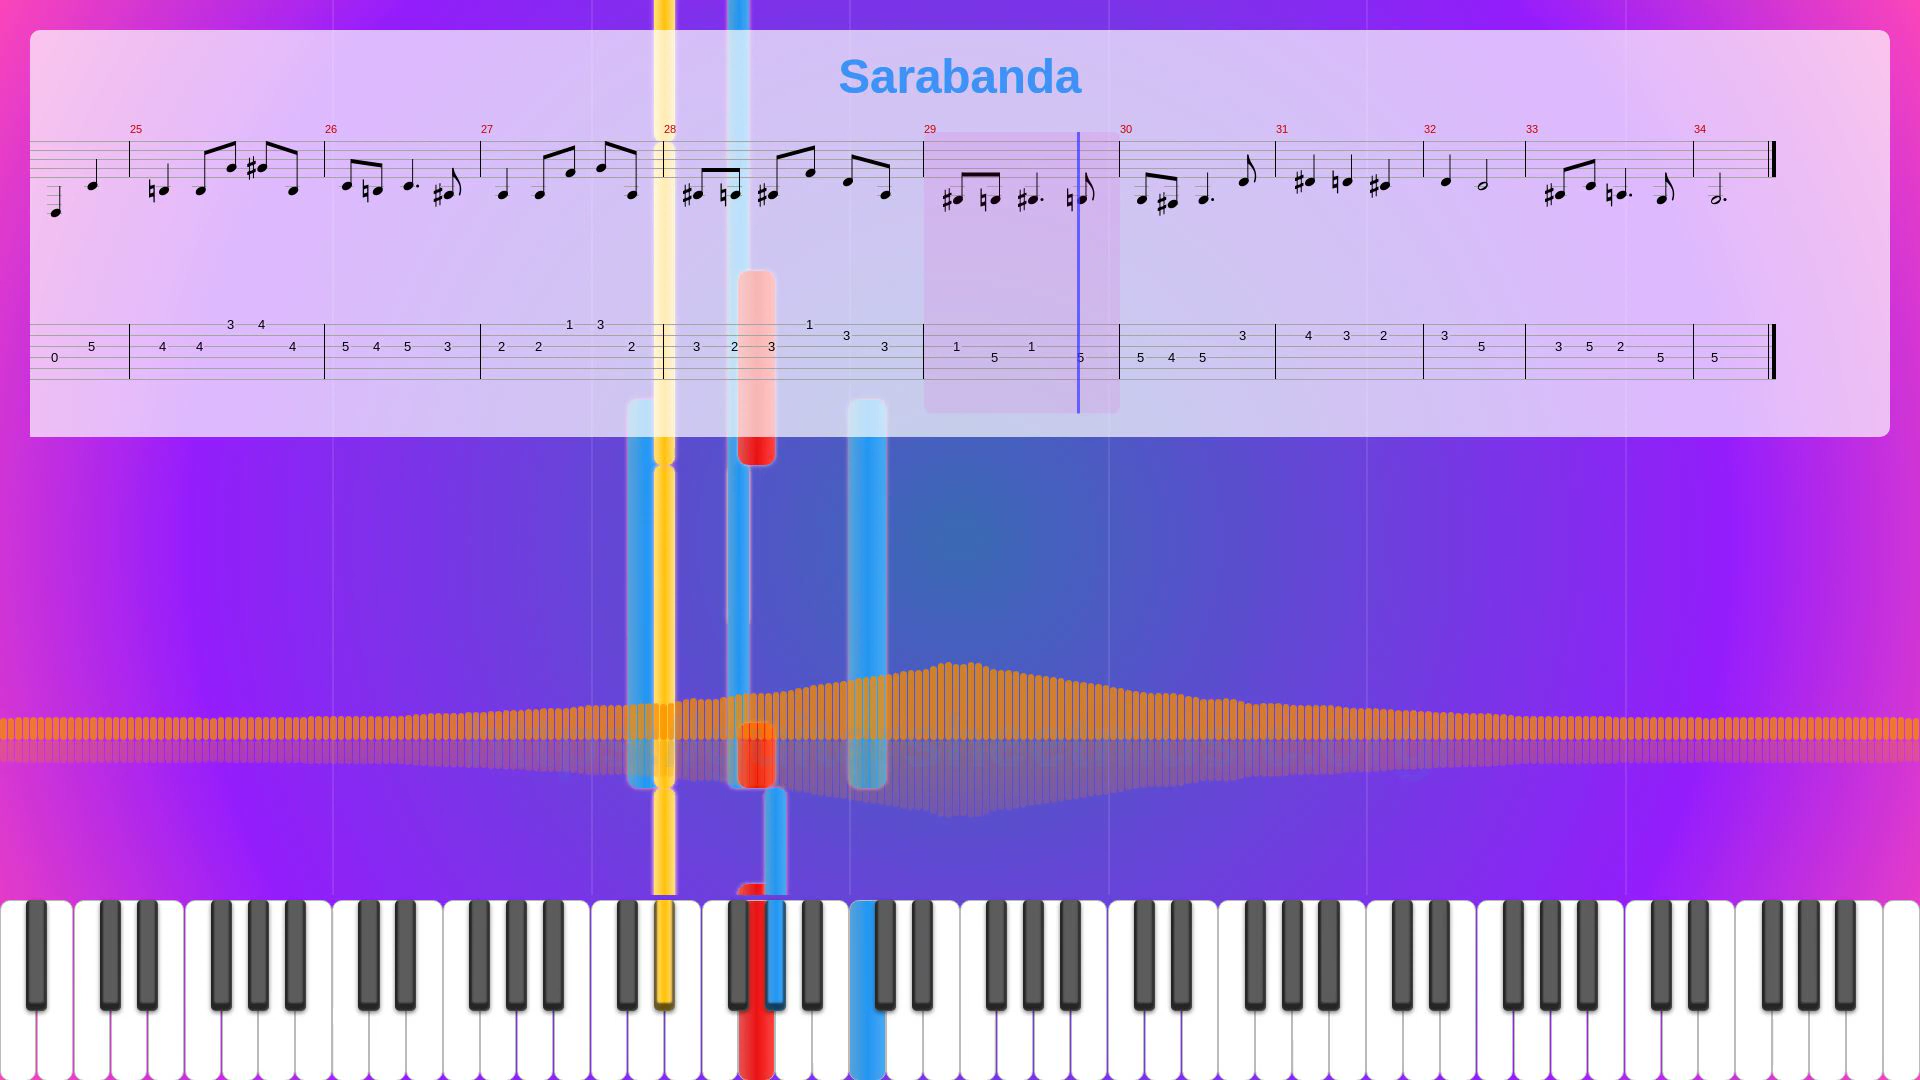 Sarabanda
25 26 27 28 29 30 31 32 33 34
3 4 1 3 1
3 3 4 3 2 3
5 4 4 4 5 4 5 3 2 2 2 3 2 3 3 1 1 5 3 5 2
0 5 5 5 4 5 5 5